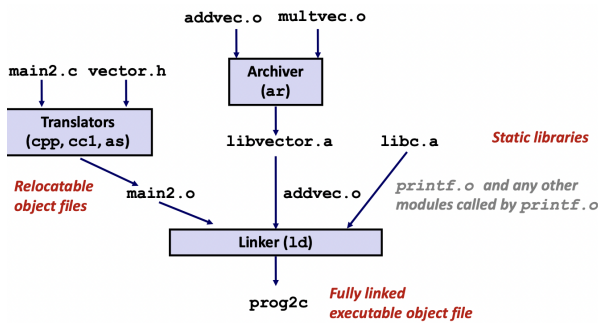 addvec.o multvec.o
main2.c vector.h
Archiver
(ar)
Translators
(cpp, cc1, as)
libvector.a
libc.a
Static libraries
Relocatable
object files
main2.o
addvec.o
printf.o and any other
modules called by printf.o
Linker (ld)
prog2c
Fully linked
executable object file